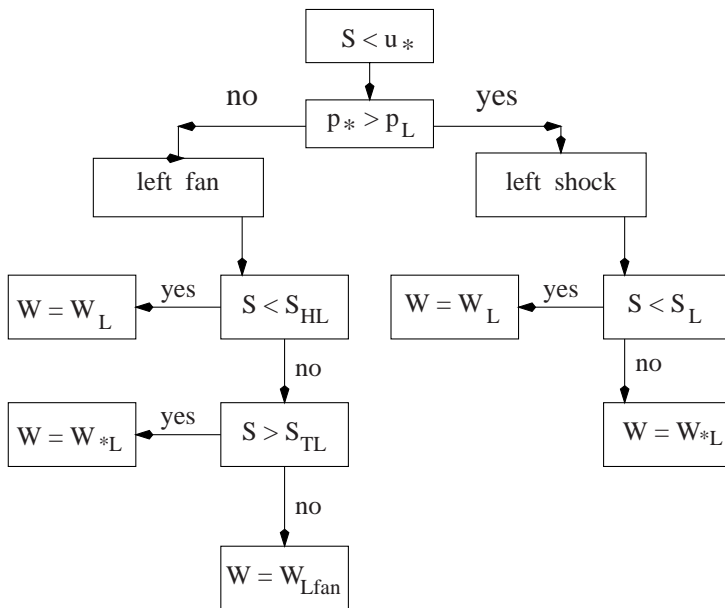 S < u*
no
yes
p* > pL
left fan
left shock
W = WL
yes
S < SHL
W = WL
yes
S < SL
no
no
W = W*L
yes
S > STL
W = W*L
no
W = WLfan